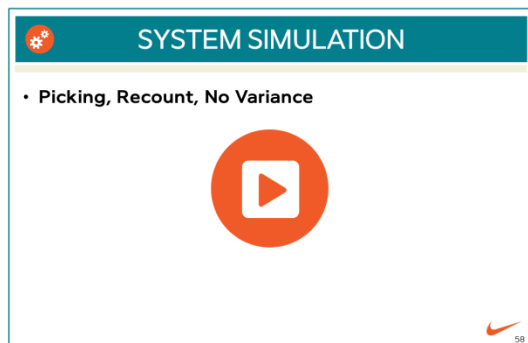 SYSTEM SIMULATION
• Picking, Recount, No Variance
58